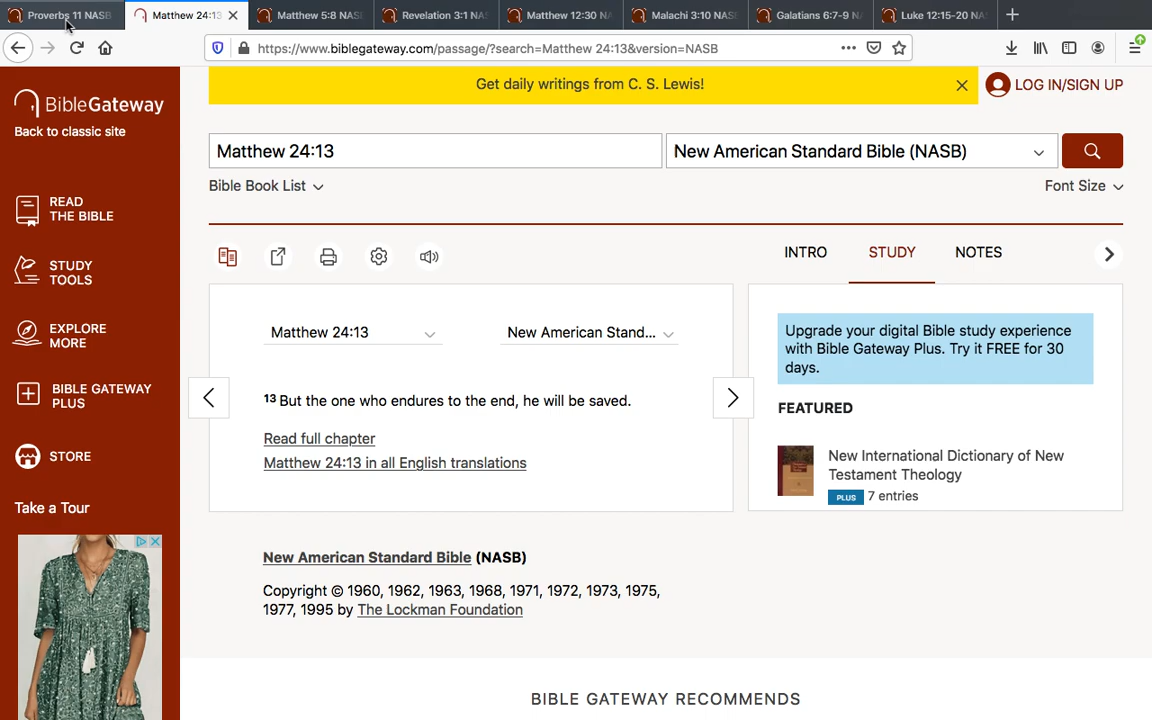 Proverbs 11 NASB
Matthew 24:13
Matthew 5:8 NAS
Revelation 3:1 NA
Matthew 12:30 NA
Malachi 3:10 NAS
Galatians 6:7-9 N
Luke 12:15-20 NA
https://www.biblegateway.com/passage/?search=Matthew 24:13&version=NASB
Get daily writings from C. S. Lewis!
LOG IN/SIGN UP
BibleGateway
Back to classic site
Matthew 24:13
New American Standard Bible (NASB)
Bible Book List
Font Size
READ
THE BIBLE
STUDY
TOOLS
EXPLORE
MORE
BIBLE GATEWAY
PLUS
STORE
Take a Tour
INTRO
STUDY
NOTES
Matthew 24:13
New American Stand...
13 But the one who endures to the end, he will be saved.
Read full chapter
Matthew 24:13 in all English translations
Upgrade your digital Bible study experience
with Bible Gateway Plus. Try it FREE for 30
days.
FEATURED
New International Dictionary of New
Testament Theology
PLUS 7 entries
New American Standard Bible (NASB)
Copyright © 1960, 1962, 1963, 1968, 1971, 1972, 1973, 1975,
1977, 1995 by The Lockman Foundation
BIBLE GATEWAY RECOMMENDS